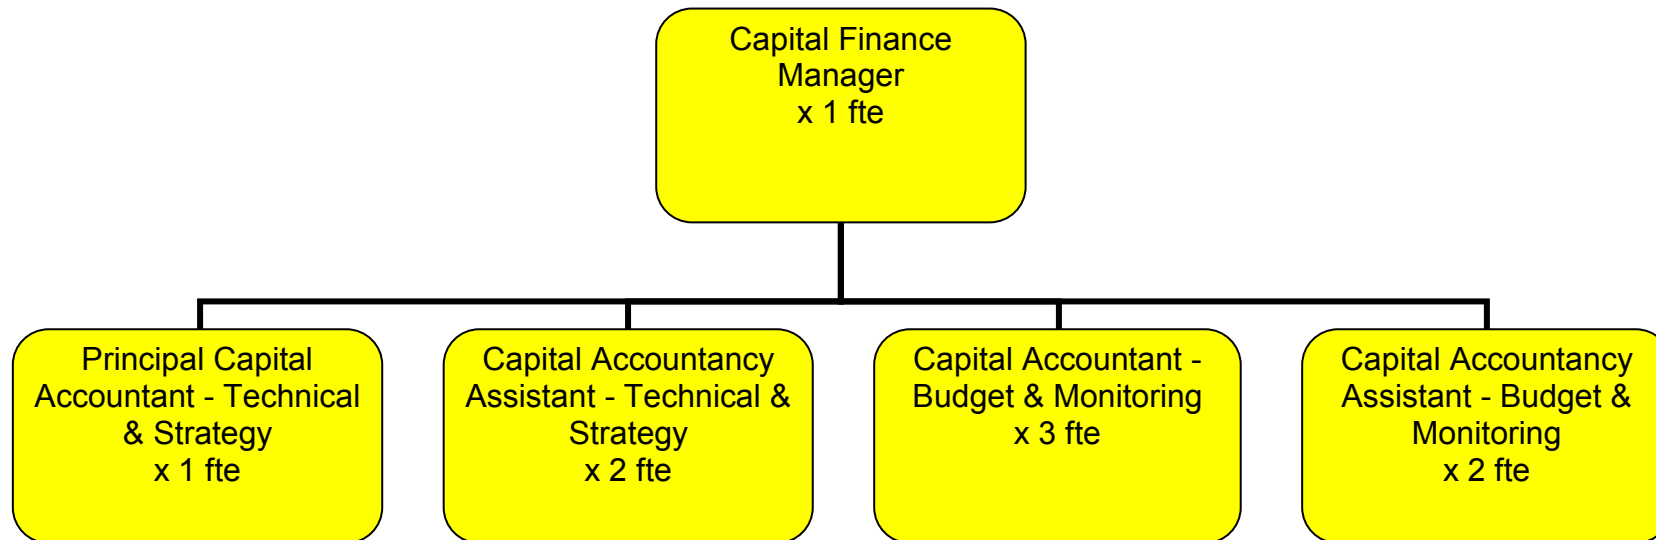 Capital Finance
Manager
x 1 fte
Principal Capital
Accountant - Technical
& Strategy
x 1 fte
Capital Accountancy
Assistant - Technical &
Strategy
x 2 fte
Capital Accountant -
Budget & Monitoring
x 3 fte
Capital Accountancy
Assistant - Budget &
Monitoring
x 2 fte